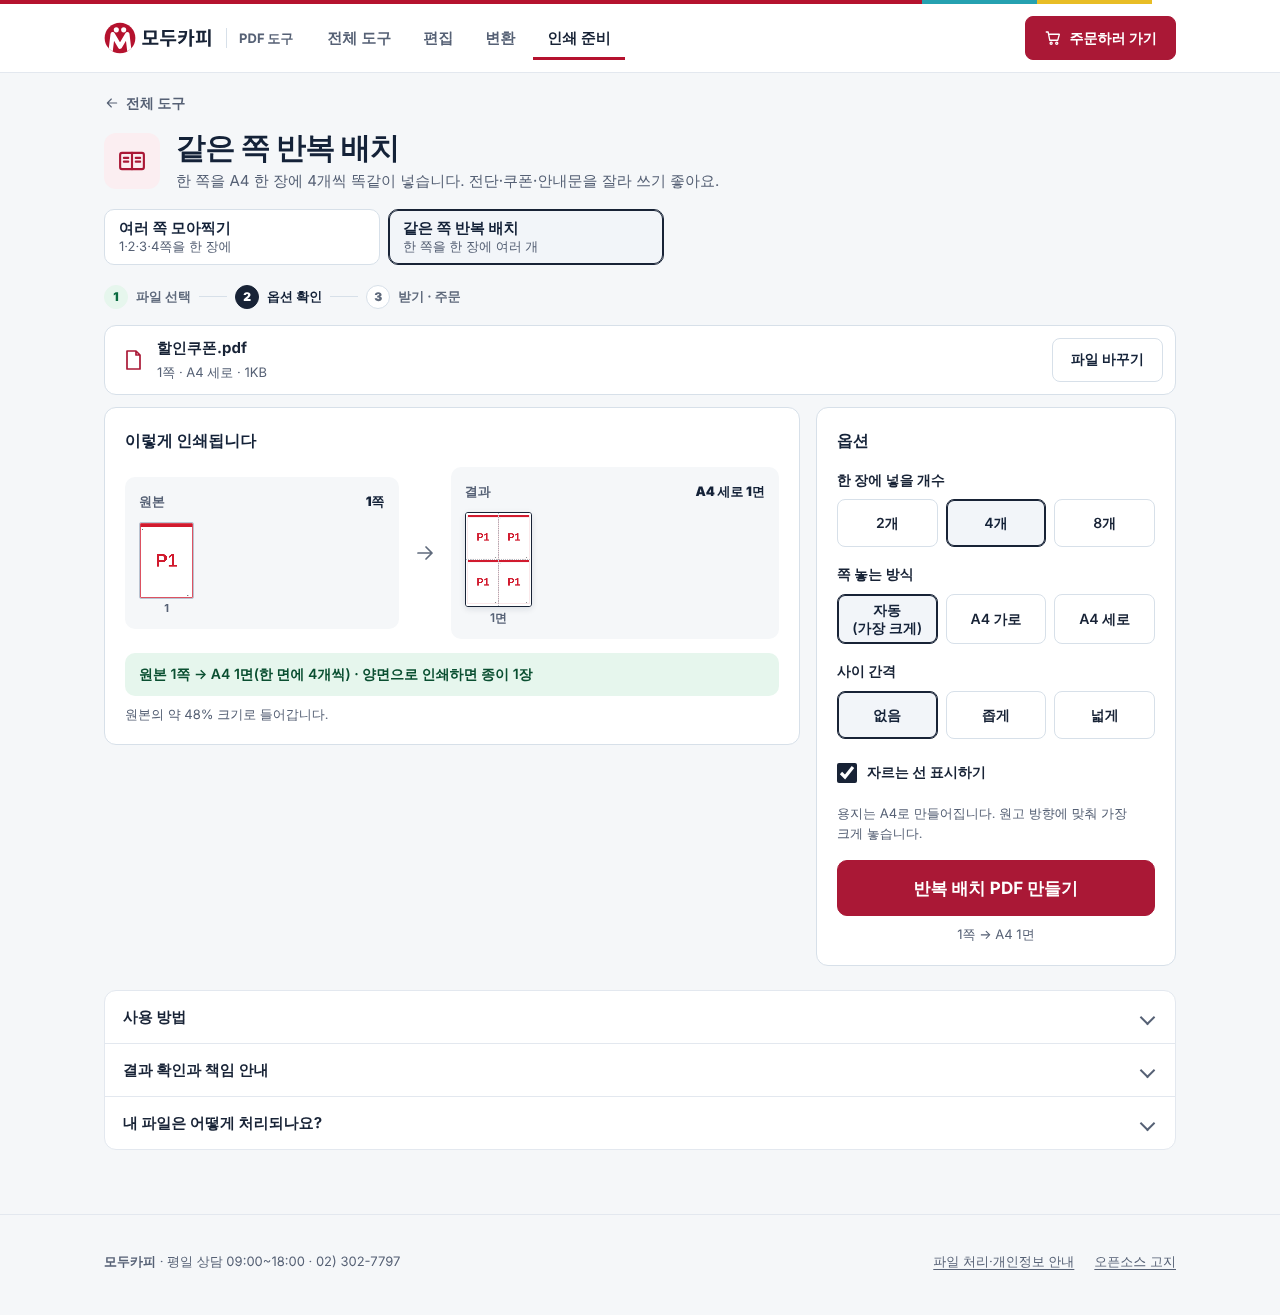 모두카피
PDF 도구
전체 도구
편집
변환
인쇄 준비
주문하러 가기
← 전체 도구
같은 쪽 반복 배치
한 쪽을 A4 한 장에 4개씩 똑같이 넣습니다. 전단·쿠폰·안내문을 잘라 쓰기 좋아요.
여러 쪽 모아찍기
1·2·3·4쪽을 한 장에
같은 쪽 반복 배치
한 쪽을 한 장에 여러 개
1 파일 선택
2 옵션 확인
3 받기 · 주문
할인쿠폰.pdf
1쪽 · A4 세로 · 1KB
파일 바꾸기
이렇게 인쇄됩니다
원본
1쪽
P1
1
→
결과
A4 세로 1면
P1 P1
P1 P1
1면
원본 1쪽 → A4 1면(한 면에 4개씩) · 양면으로 인쇄하면 종이 1장
원본의 약 48% 크기로 들어갑니다.
옵션
한 장에 넣을 개수
2개
4개
8개
쪽 놓는 방식
자동
(가장 크게)
A4 가로
A4 세로
사이 간격
없음
좁게
넓게
자르는 선 표시하기
용지는 A4로 만들어집니다. 원고 방향에 맞춰 가장
크게 놓습니다.
반복 배치 PDF 만들기
1쪽 → A4 1면
사용 방법
결과 확인과 책임 안내
내 파일은 어떻게 처리되나요?
모두카피 · 평일 상담 09:00~18:00 · 02) 302-7797
파일 처리·개인정보 안내
오픈소스 고지